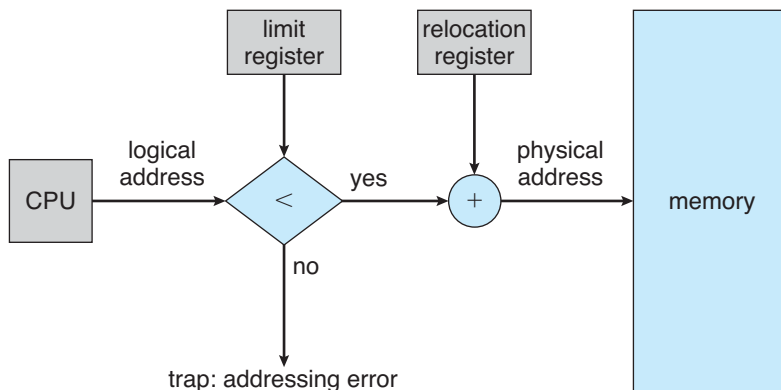 limit
register
relocation
register
logical
address
physical
address
CPU
<
yes
+
memory
no
trap: addressing error